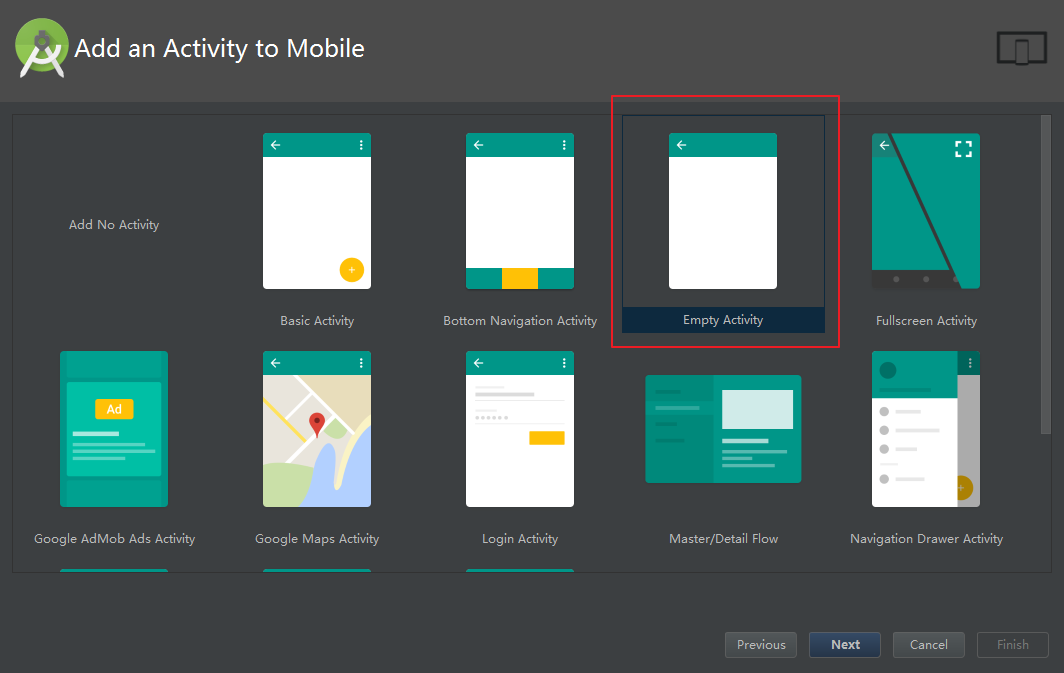 Add an Activity to Mobile
Add No Activity
Basic Activity
Bottom Navigation Activity
Empty Activity
Fullscreen Activity
Ad
Google AdMob Ads Activity
Google Maps Activity
Login Activity
Master/Detail Flow
Navigation Drawer Activity
Previous
Next
Cancel
Finish